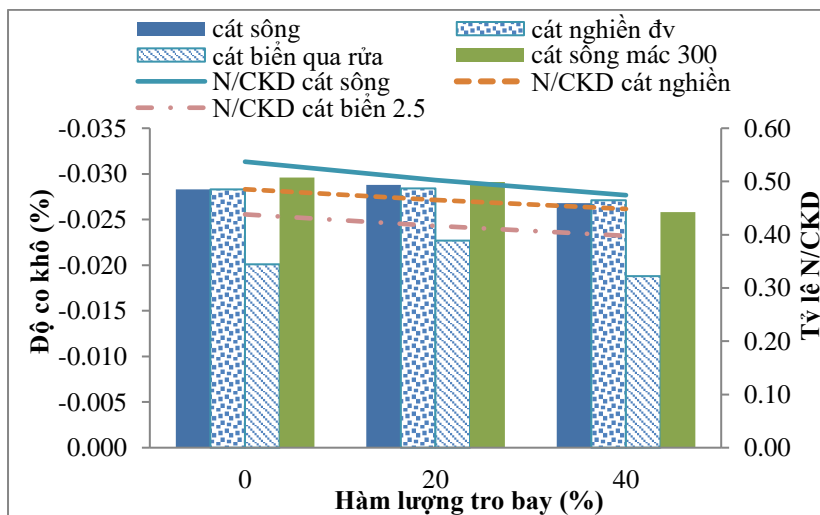 cát sông
cát nghiền đv
cát biển qua rửa
cát sông mác 300
N/CKD cát sông
N/CKD cát nghiền
N/CKD cát biển 2.5
Độ co khô (%)
-0.035
-0.030
-0.025
-0.020
-0.015
-0.010
-0.005
0.000
0.60
0.50
0.40
0.30
0.20
0.10
0.00
Tỷ lệ N/CKD
0
20
40
Hàm lượng tro bay (%)